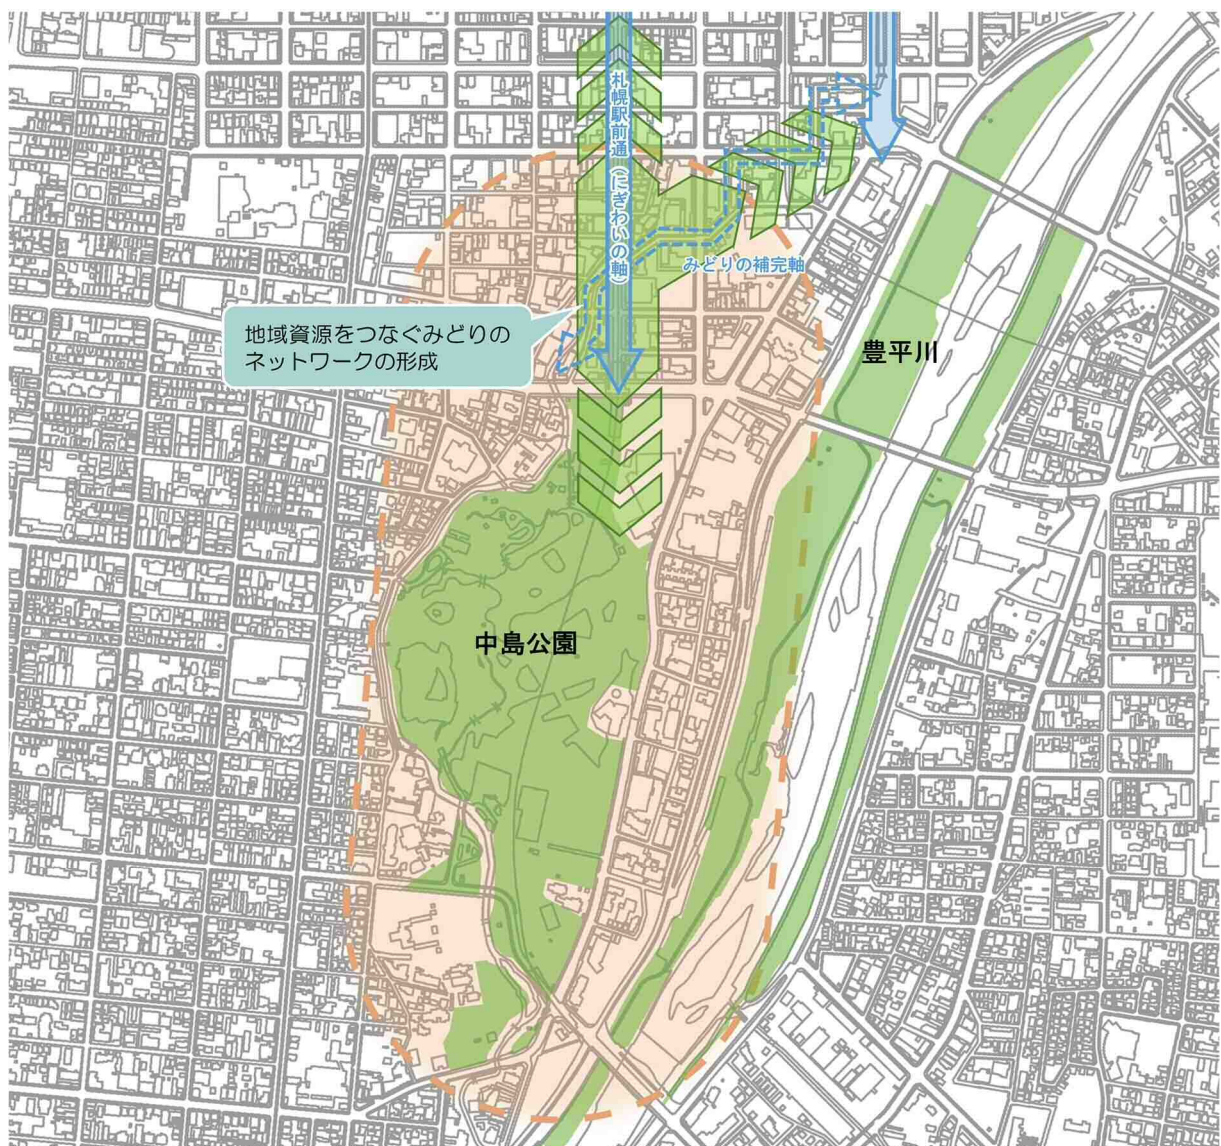 札幌駅前通(にぎわいの軸)
みどりの補完軸
地域資源をつなぐみどりの
ネットワークの形成
豊平川
中島公園